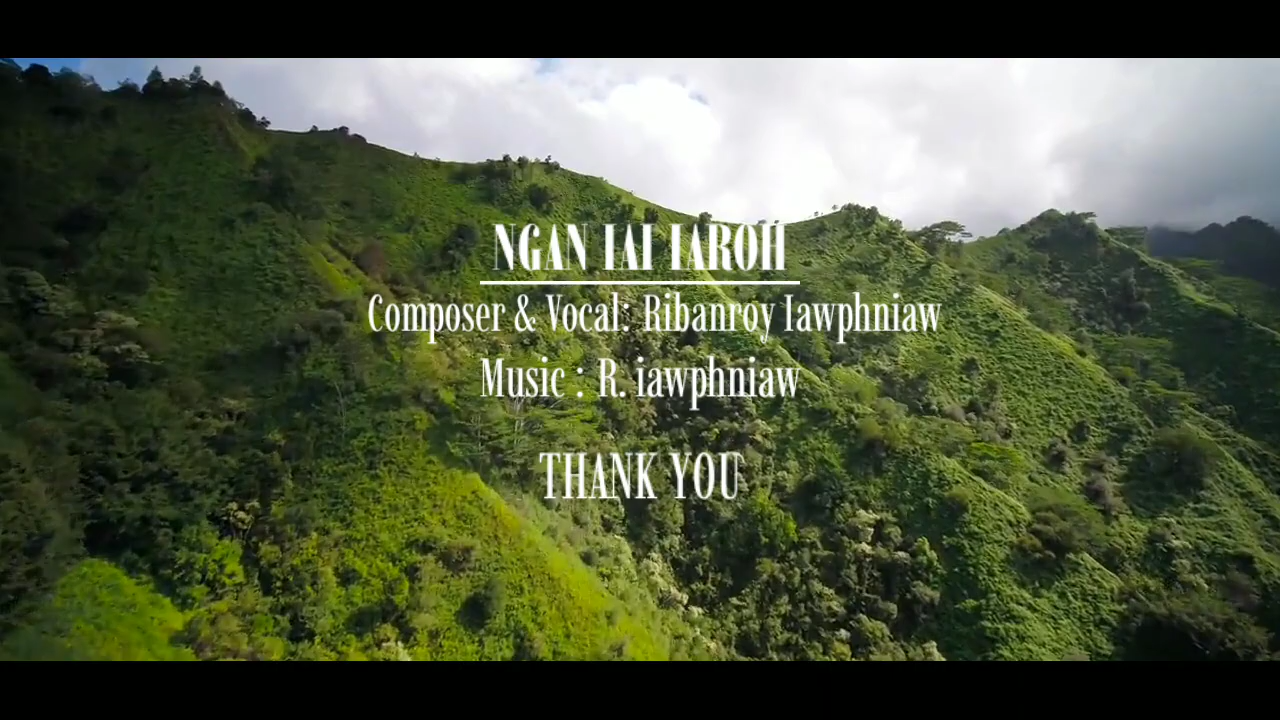 NGAN IAI IAROH
Composer & Vocal: Ribanroy Iawphniaw
Music : R. iawphniaw
THANK YOU